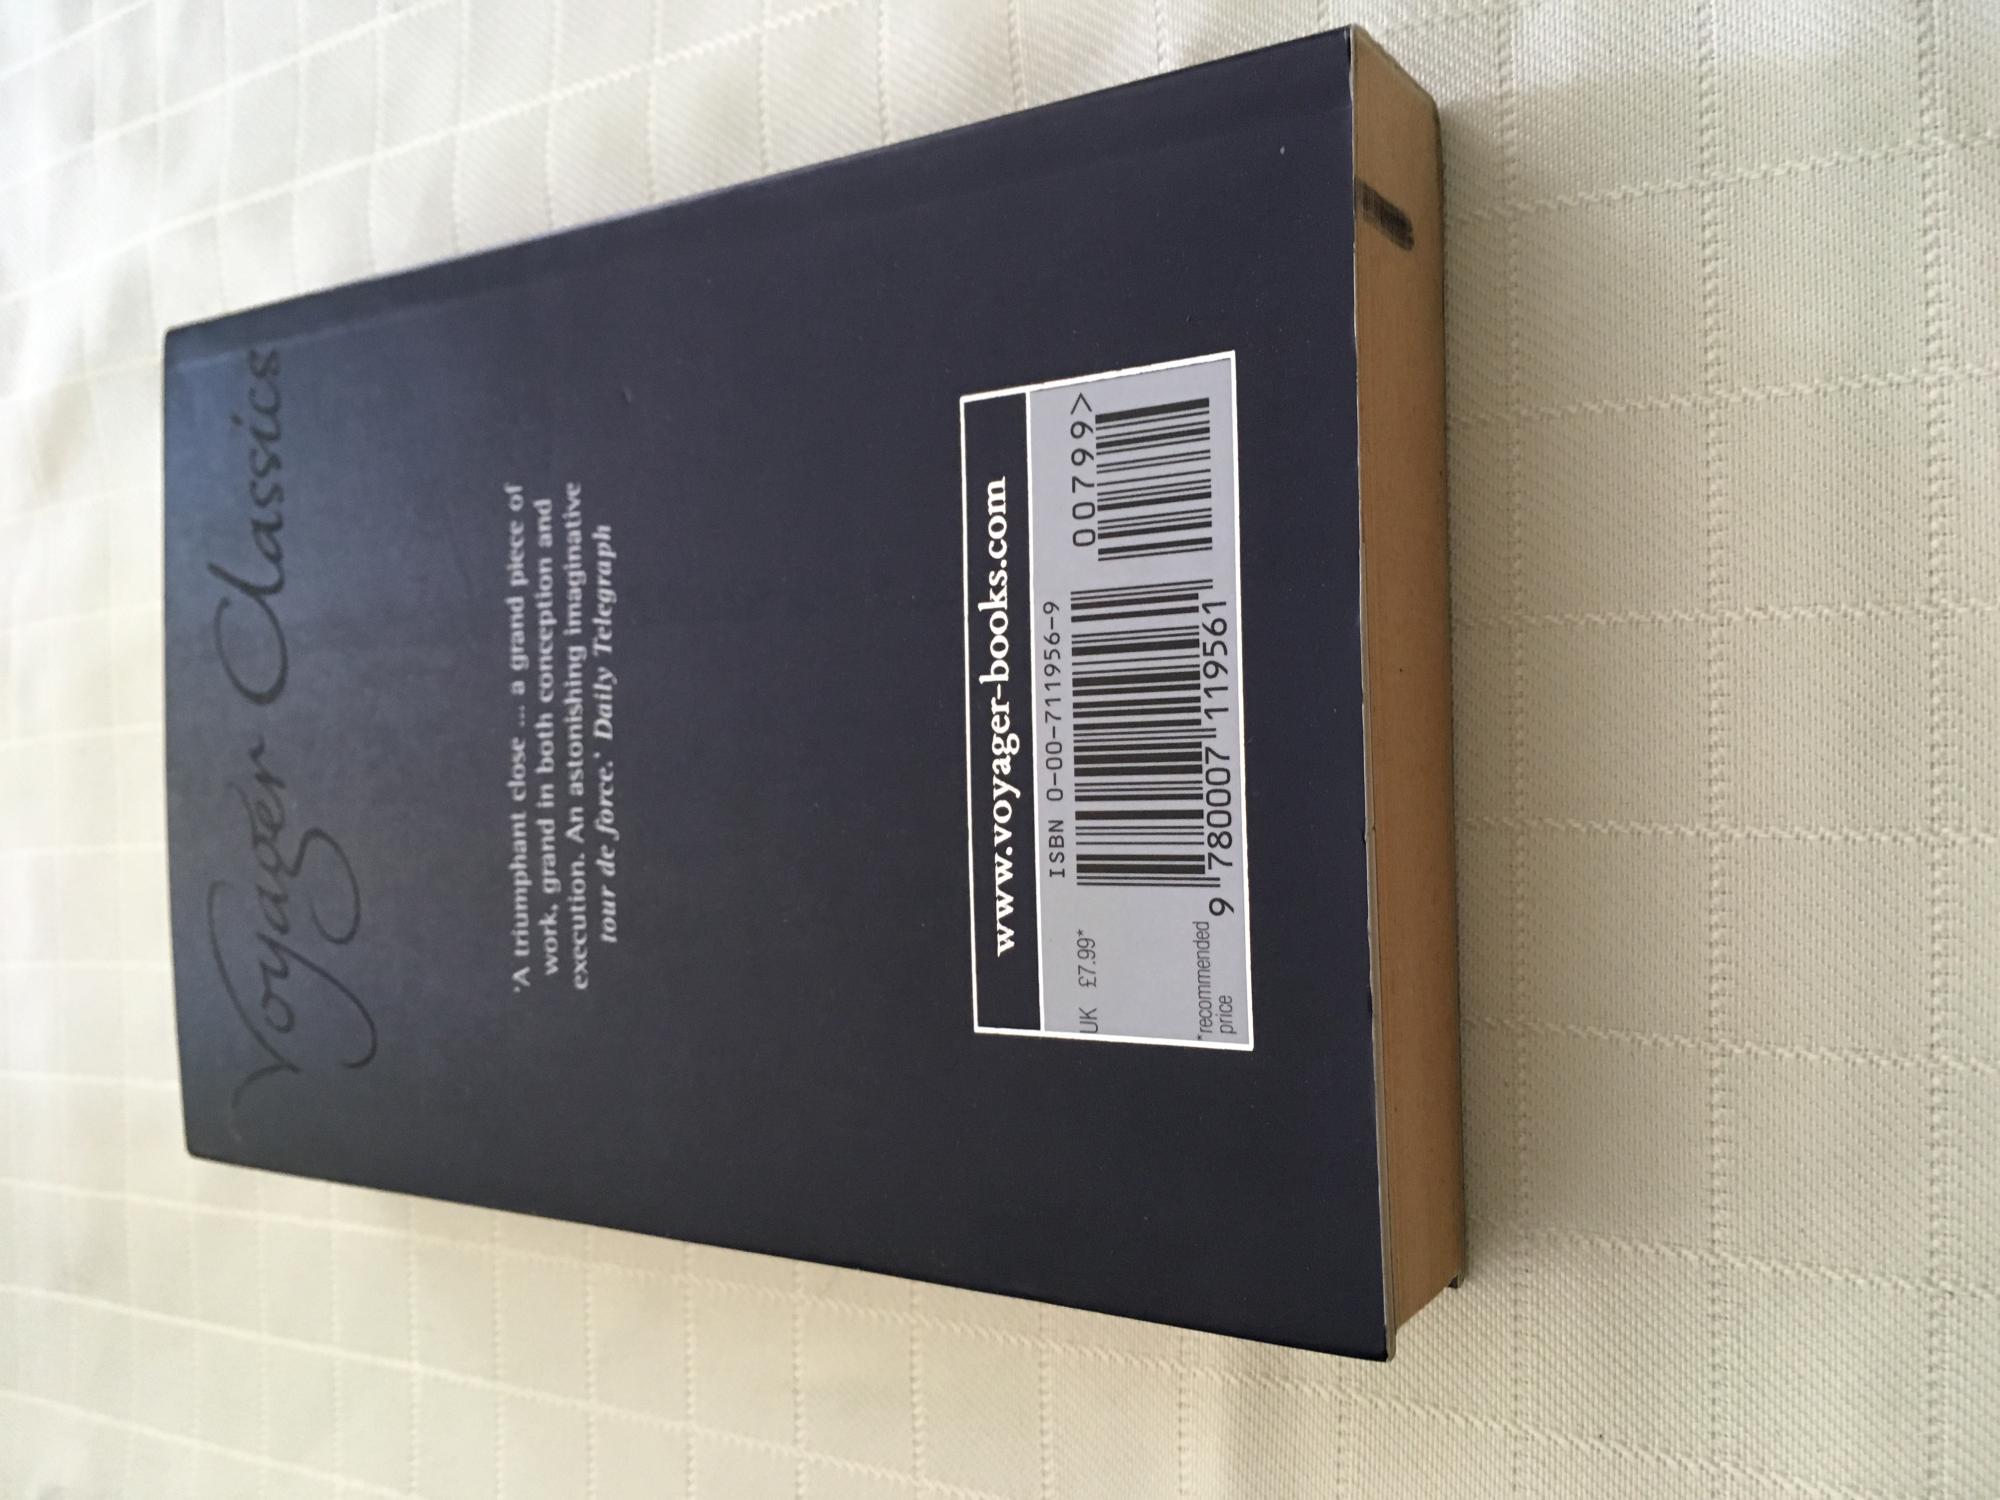 Voyager Classics
'A triumphant close ... a grand piece of
work, grand in both conception and
execution. An astonishing imaginative
tour de force.' Daily Telegraph
www.voyager-books.com
ISBN 0-00-711956-9
UK £7.99*
00799>
*recommended
price
9 780007 119561